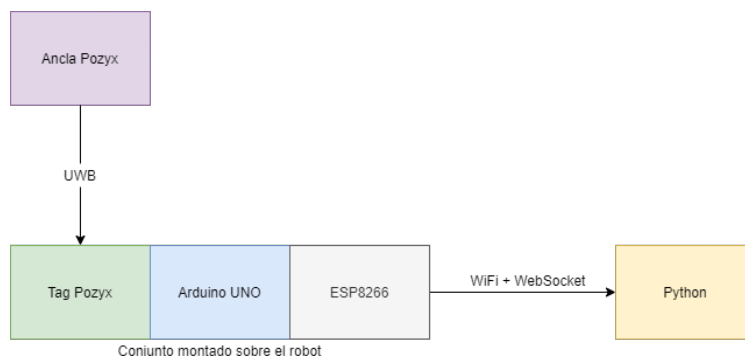 Ancla Pozyx
UWB
Tag Pozyx
Arduino UNO
ESP8266
WiFi + WebSocket
Python
Conjunto montado sobre el robot